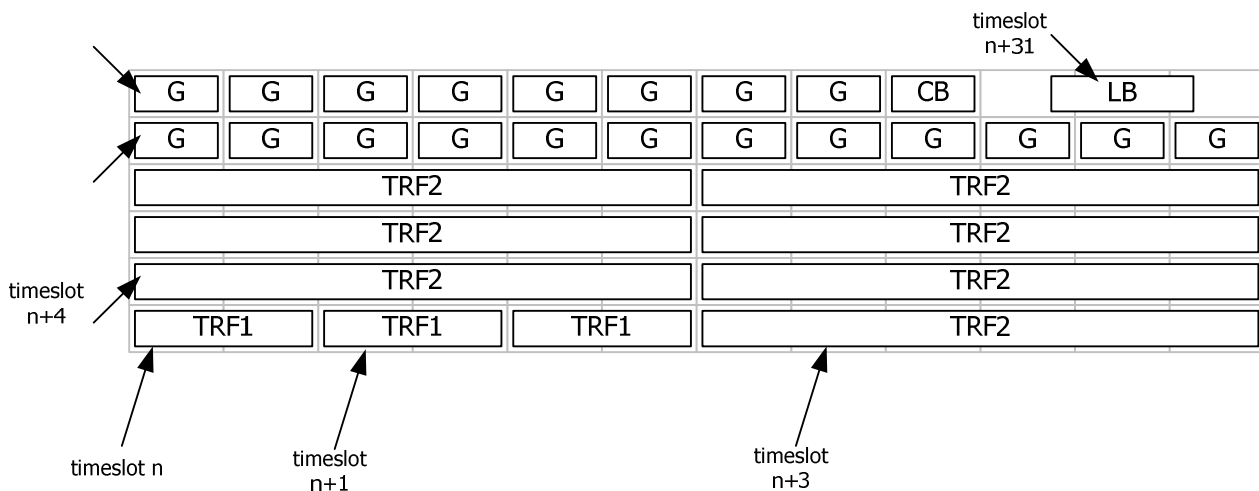 timeslot
n+31
G G G G G G G G CB LB
G G G G G G G G G G G G
TRF2 TRF2
TRF2 TRF2
TRF2 TRF2
timeslot
n+4
TRF1 TRF1 TRF1 TRF2
timeslot n
timeslot
n+1
timeslot
n+3